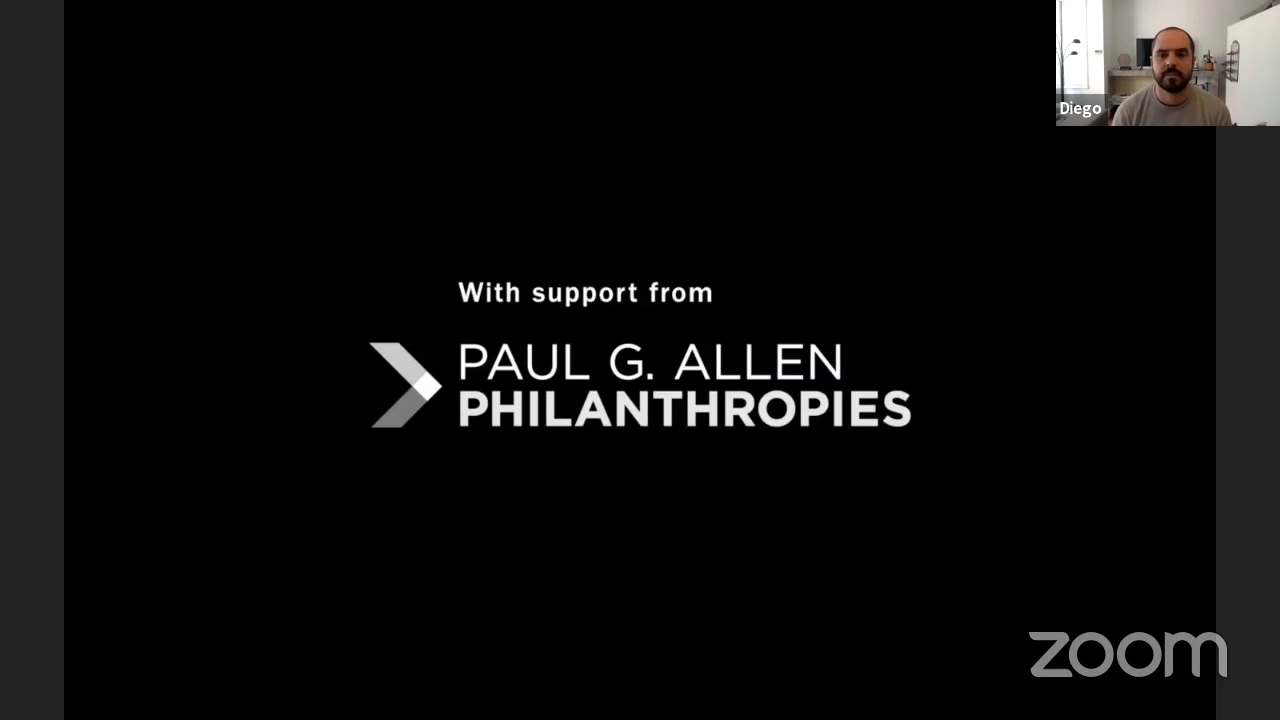 Diego
With support from
PAUL G. ALLEN
PHILANTHROPIES
zoom